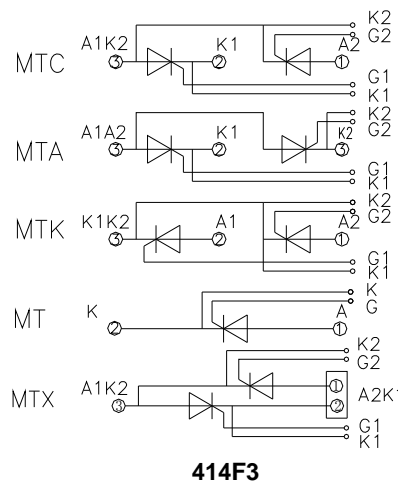 K2
A1K2 K1 A2 G2
MTC ③ ② ①
G1
K1
K2
A1A2 K1 K2 G2
MTA ③ ② ③
G1
K1
K2
K1K2 A1 A2 G2
MTK ③ ② ①
G1
K1
K
K A G
MT ② ①
K2
G2
A1K2 ① A2K1
MTX ③ ②
G1
K1
414F3